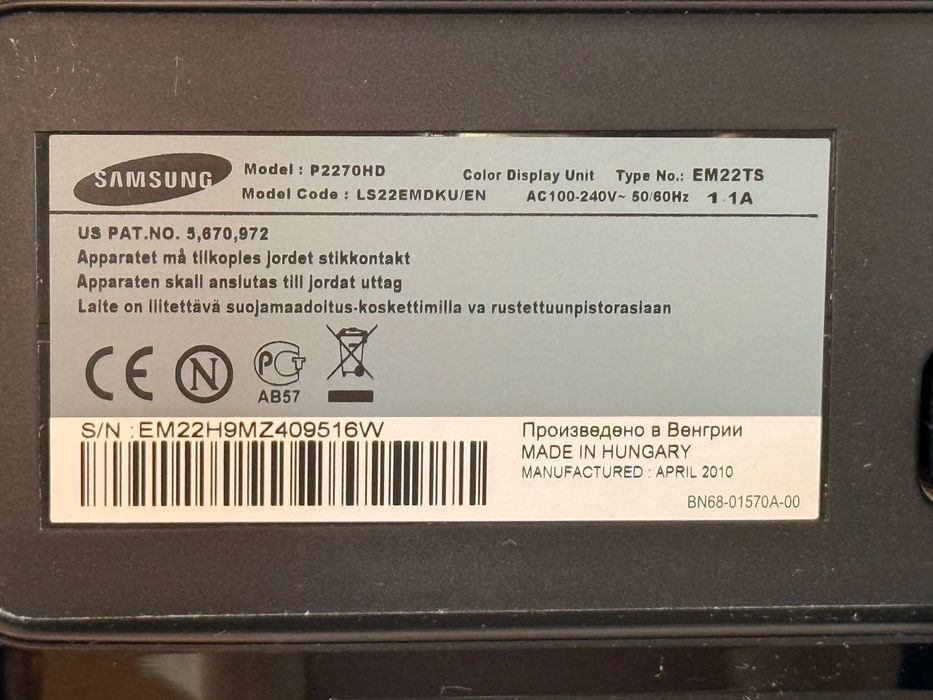 SAMSUNG
Model : P2270HD
Color Display Unit Type No.: EM22TS
Model Code : LS22EMDKU/EN
AC100-240V~ 50/60Hz 1.1A
US PAT.NO. 5,670,972
Apparatet må tilkoples jordet stikkontakt
Apparaten skall anslutas till jordat uttag
Laite on liitettävä suojamaadoitus-koskettimilla va rustettuunpistorasiaan
CE N РСТ
AB57
S/N : EM22H9MZ409516W
Произведено в Венгрии
MADE IN HUNGARY
MANUFACTURED : APRIL 2010
BN68-01570A-00